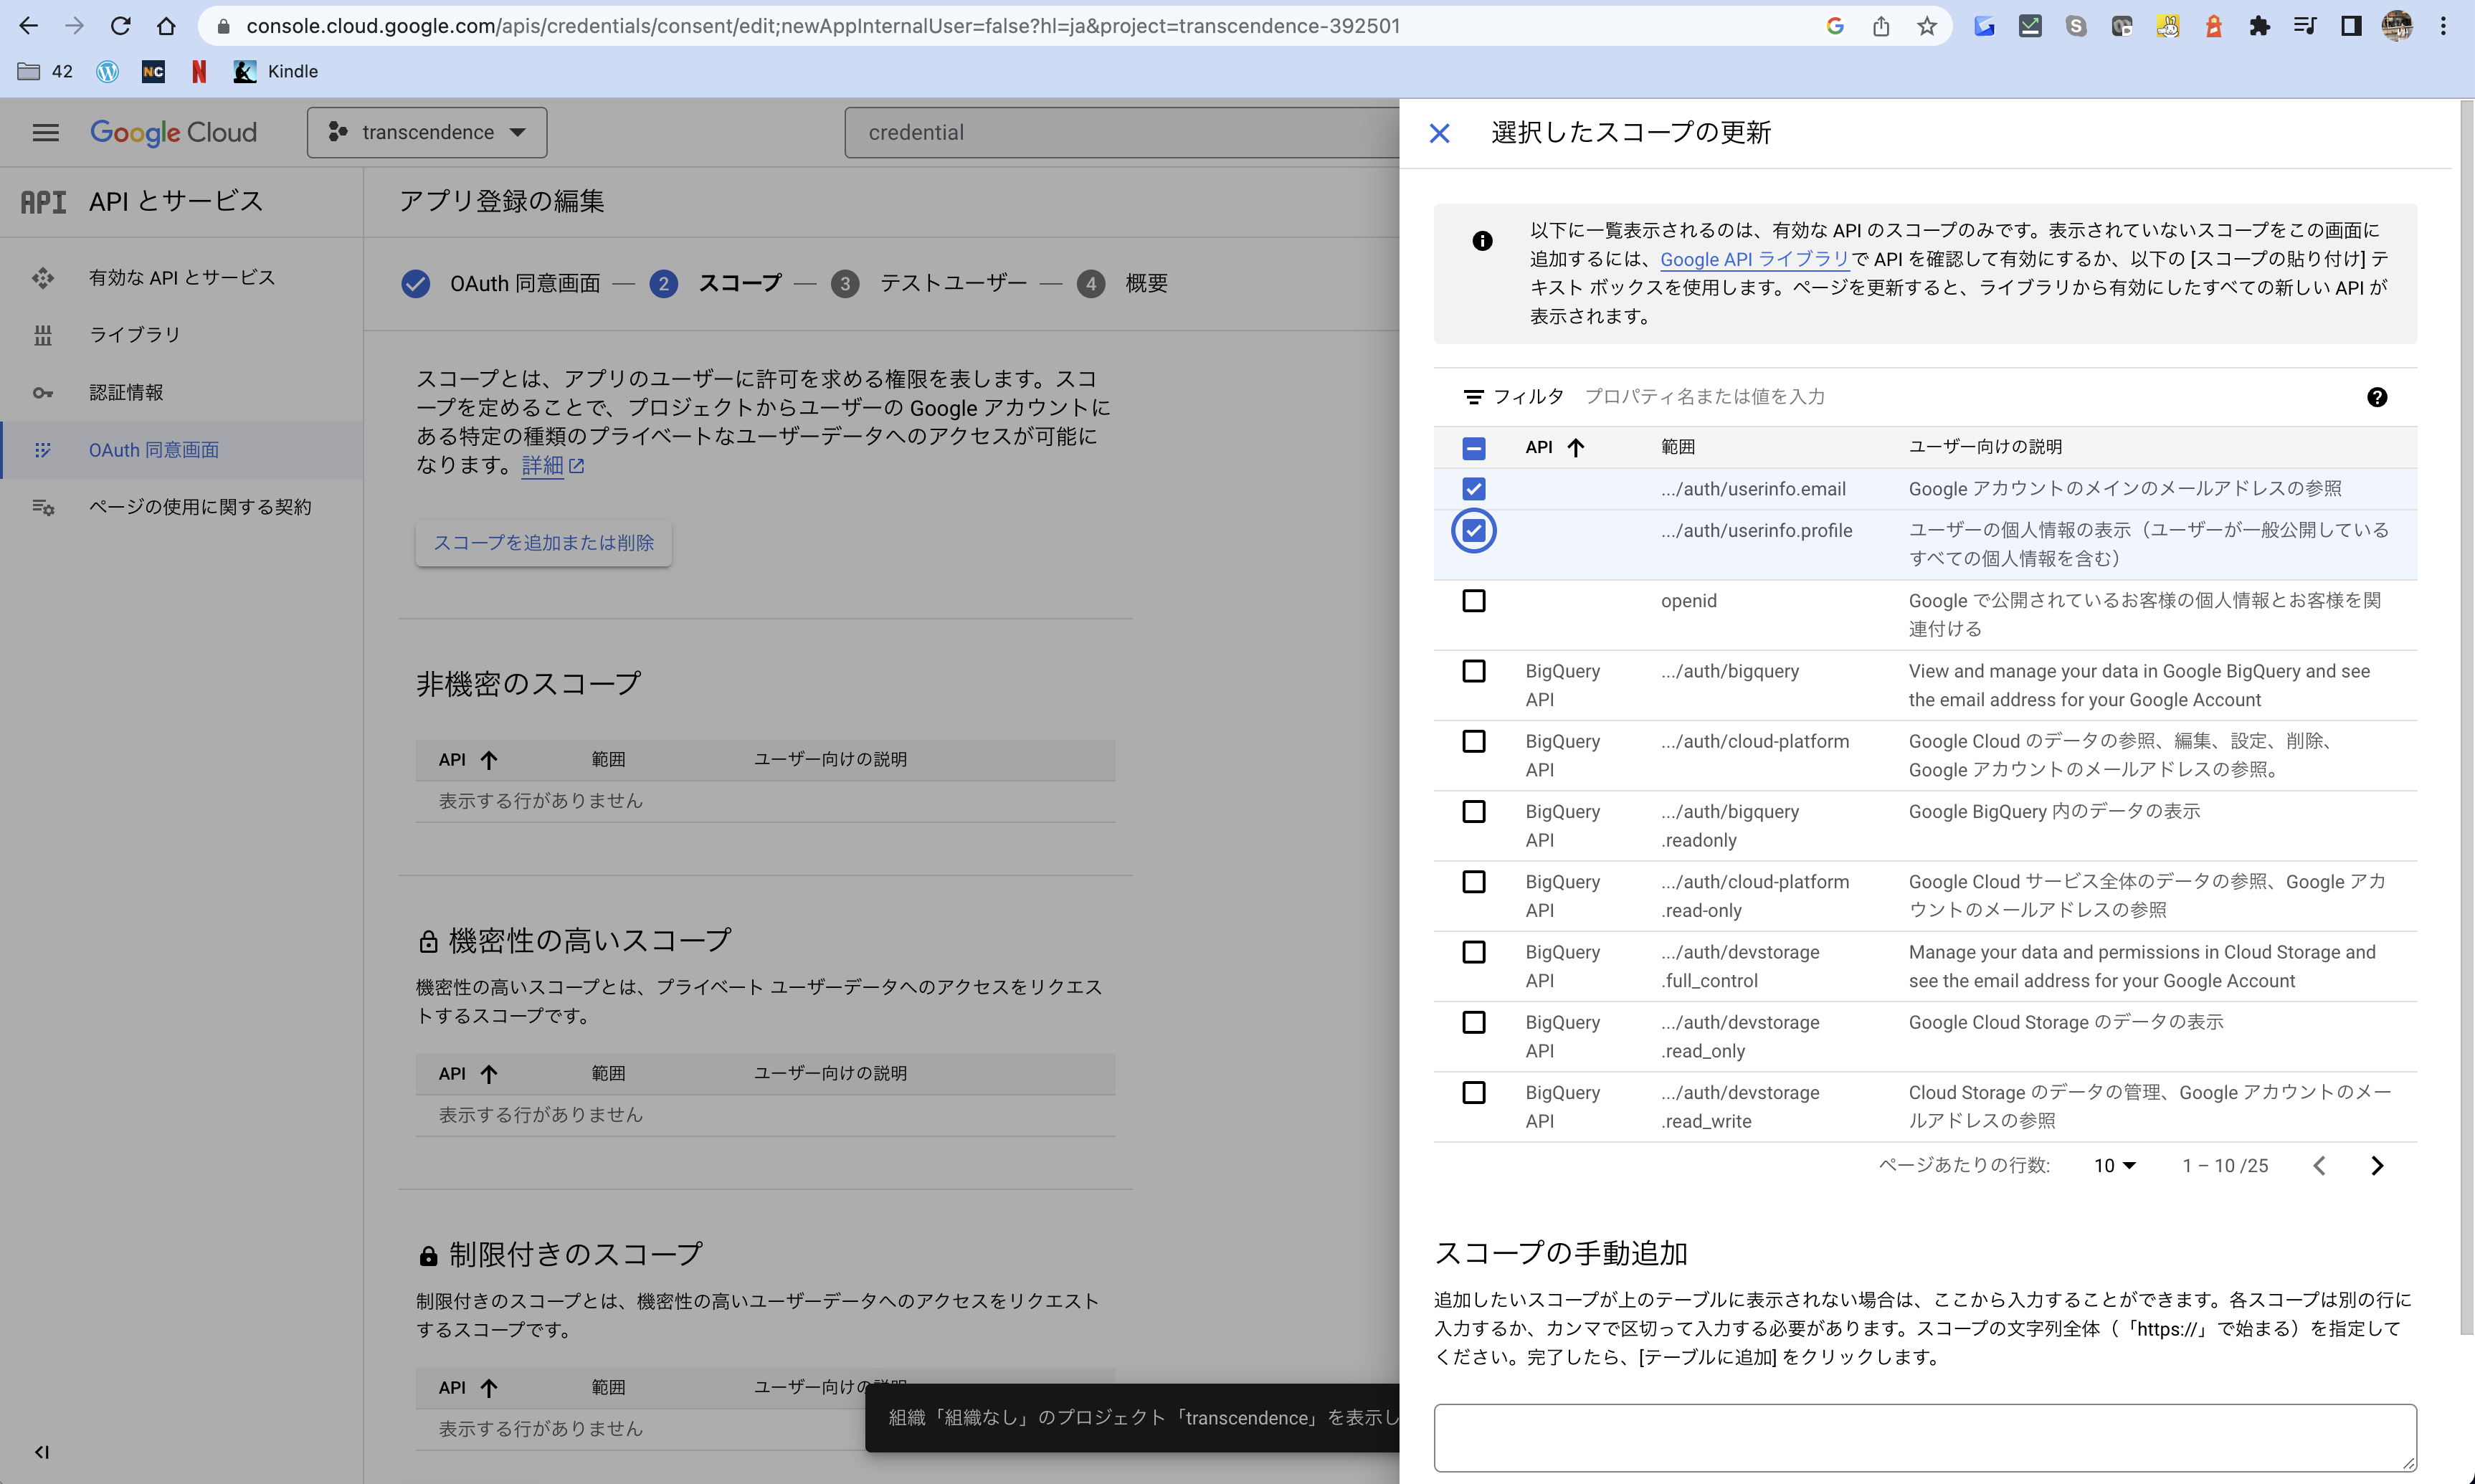 console.cloud.google.com/apis/credentials/consent/edit;newAppInternalUser=false?hl=ja&project=transcendence-392501
42
NC
N
Kindle
Google Cloud
transcendence
credential
API
API とサービス
有効な API とサービス
ライブラリ
認証情報
OAuth 同意画面
ページの使用に関する契約
アプリ登録の編集
OAuth 同意画面 — 2 スコープ — 3 テストユーザー — 4 概要
スコープとは、アプリのユーザーに許可を求める権限を表します。スコ
ープを定めることで、プロジェクトからユーザーの Google アカウントに
ある特定の種類のプライベートなユーザーデータへのアクセスが可能に
なります。詳細
スコープを追加または削除
非機密のスコープ
API 範囲 ユーザー向けの説明
表示する行がありません
機密性の高いスコープ
機密性の高いスコープとは、プライベート ユーザーデータへのアクセスをリクエス
トするスコープです。
API 範囲 ユーザー向けの説明
表示する行がありません
制限付きのスコープ
制限付きのスコープとは、機密性の高いユーザーデータへのアクセスをリクエスト
するスコープです。
API 範囲 ユーザー向けの
表示する行がありません
組織「組織なし」のプロジェクト「transcendence」を表示し
選択したスコープの更新
以下に一覧表示されるのは、有効な API のスコープのみです。表示されていないスコープをこの画面に
追加するには、Google API ライブラリで API を確認して有効にするか、以下の [スコープの貼り付け] テ
キスト ボックスを使用します。ページを更新すると、ライブラリから有効にしたすべての新しい API が
表示されます。
フィルタ プロパティ名または値を入力
API 範囲 ユーザー向けの説明
.../auth/userinfo.email Google アカウントのメインのメールアドレスの参照
.../auth/userinfo.profile ユーザーの個人情報の表示（ユーザーが一般公開している
すべての個人情報を含む）
openid Google で公開されているお客様の個人情報とお客様を関
連付ける
BigQuery .../auth/bigquery View and manage your data in Google BigQuery and see
API the email address for your Google Account
BigQuery .../auth/cloud-platform Google Cloud のデータの参照、編集、設定、削除、
API Google アカウントのメールアドレスの参照。
BigQuery .../auth/bigquery Google BigQuery 内のデータの表示
API .readonly
BigQuery .../auth/cloud-platform Google Cloud サービス全体のデータの参照、Google アカ
API .read-only ウントのメールアドレスの参照
BigQuery .../auth/devstorage Manage your data and permissions in Cloud Storage and
API .full_control see the email address for your Google Account
BigQuery .../auth/devstorage Google Cloud Storage のデータの表示
API .read_only
BigQuery .../auth/devstorage Cloud Storage のデータの管理、Google アカウントのメー
API .read_write ルアドレスの参照
ページあたりの行数: 10 1 – 10 /25
スコープの手動追加
追加したいスコープが上のテーブルに表示されない場合は、ここから入力することができます。各スコープは別の行に
入力するか、カンマで区切って入力する必要があります。スコープの文字列全体（「https://」で始まる）を指定して
ください。完了したら、[テーブルに追加] をクリックします。